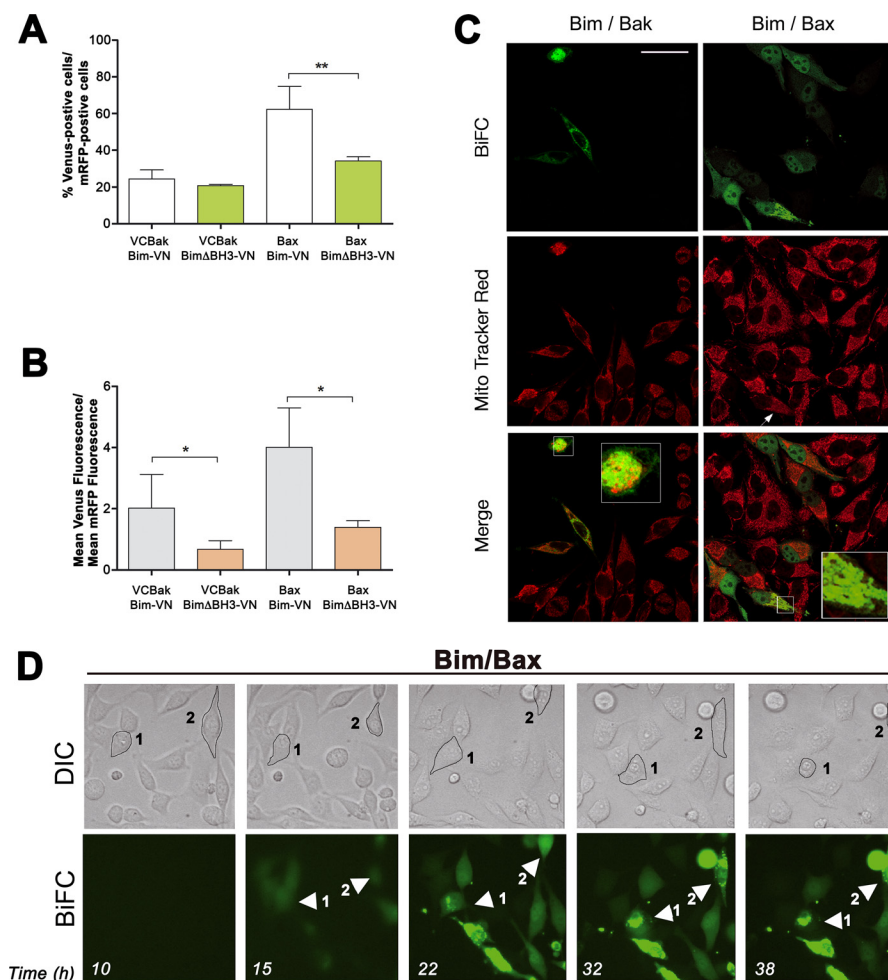 A
% Venus-postive cells/
mRFP-postive cells
100
80
60
40
20
0
**
VCBak
Bim-VN
VCBak
BimΔBH3-VN
Bax
Bim-VN
Bax
BimΔBH3-VN
B
Mean Venus Fluorescence/
Mean mRFP Fluorescence
6
4
2
0
*
*
VCBak
Bim-VN
VCBak
BimΔBH3-VN
Bax
Bim-VN
Bax
BimΔBH3-VN
C
Bim / Bak
Bim / Bax
BiFC
Mito Tracker Red
Merge
D
Bim/Bax
DIC
1
2
1
2
1
2
1
2
1
2
BiFC
1
2
1
2
1
2
1
2
Time (h)
10
15
22
32
38